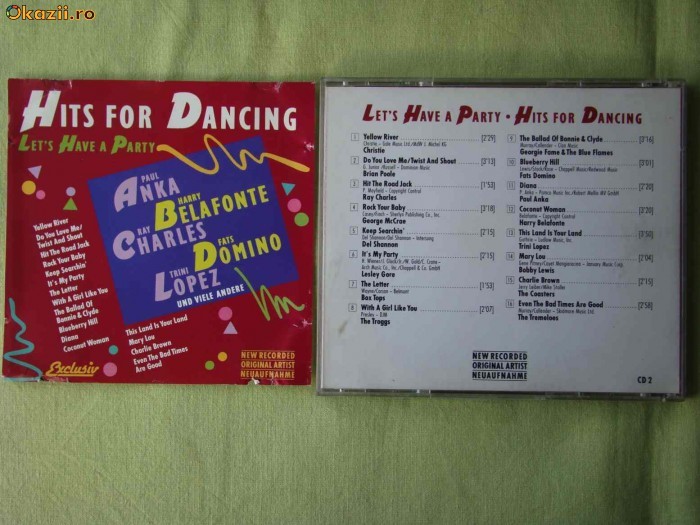 Okazii.ro
HITS FOR DANCING
LET'S HAVE A PARTY
PAUL
ANKA
HARRY
BELAFONTE
RAY
CHARLES
FATS
DOMINO
TRINI
LOPEZ
UND VIELE ANDERE
Yellow River
Do You Love Me/
Twist And Shout
Hit The Road Jack
Rock Your Baby
Keep Searchin'
It's My Party
The Letter
With A Girl Like You
The Ballad Of
Bonnie & Clyde
Blueberry Hill
Diana
Coconut Woman
This Land Is Your Land
Mary Lou
Charlie Brown
Even The Bad Times
Are Good
Exclusiv
NEW RECORDED
ORIGINAL ARTIST
NEUAUFNAHME
LET'S HAVE A PARTY • HITS FOR DANCING
1 Yellow River [2'29]
Christie
2 Do You Love Me/Twist And Shout [3'13]
Brian Poole
3 Hit The Road Jack [1'53]
P. Mayfield - Copyright Control
Ray Charles
4 Rock Your Baby [3'18]
George McCrae
5 Keep Searchin' [2'15]
Del Shannon
6 It's My Party [2'15]
Lesley Gore
7 The Letter [1'53]
Box Tops
8 With A Girl Like You [2'07]
The Troggs
9 The Ballad Of Bonnie & Clyde [3'16]
Georgie Fame & The Blue Flames
10 Blueberry Hill [3'01]
Fats Domino
11 Diana [2'20]
Paul Anka
12 Coconut Woman [2'20]
Belafonte - Copyright Control
Harry Belafonte
13 This Land Is Your Land [3'50]
Trini Lopez
14 Mary Lou [3'04]
Bobby Lewis
15 Charlie Brown [2'15]
The Coasters
16 Even The Bad Times Are Good [2'58]
The Tremeloes
NEW RECORDED
ORIGINAL ARTIST
NEUAUFNAHME
CD 2